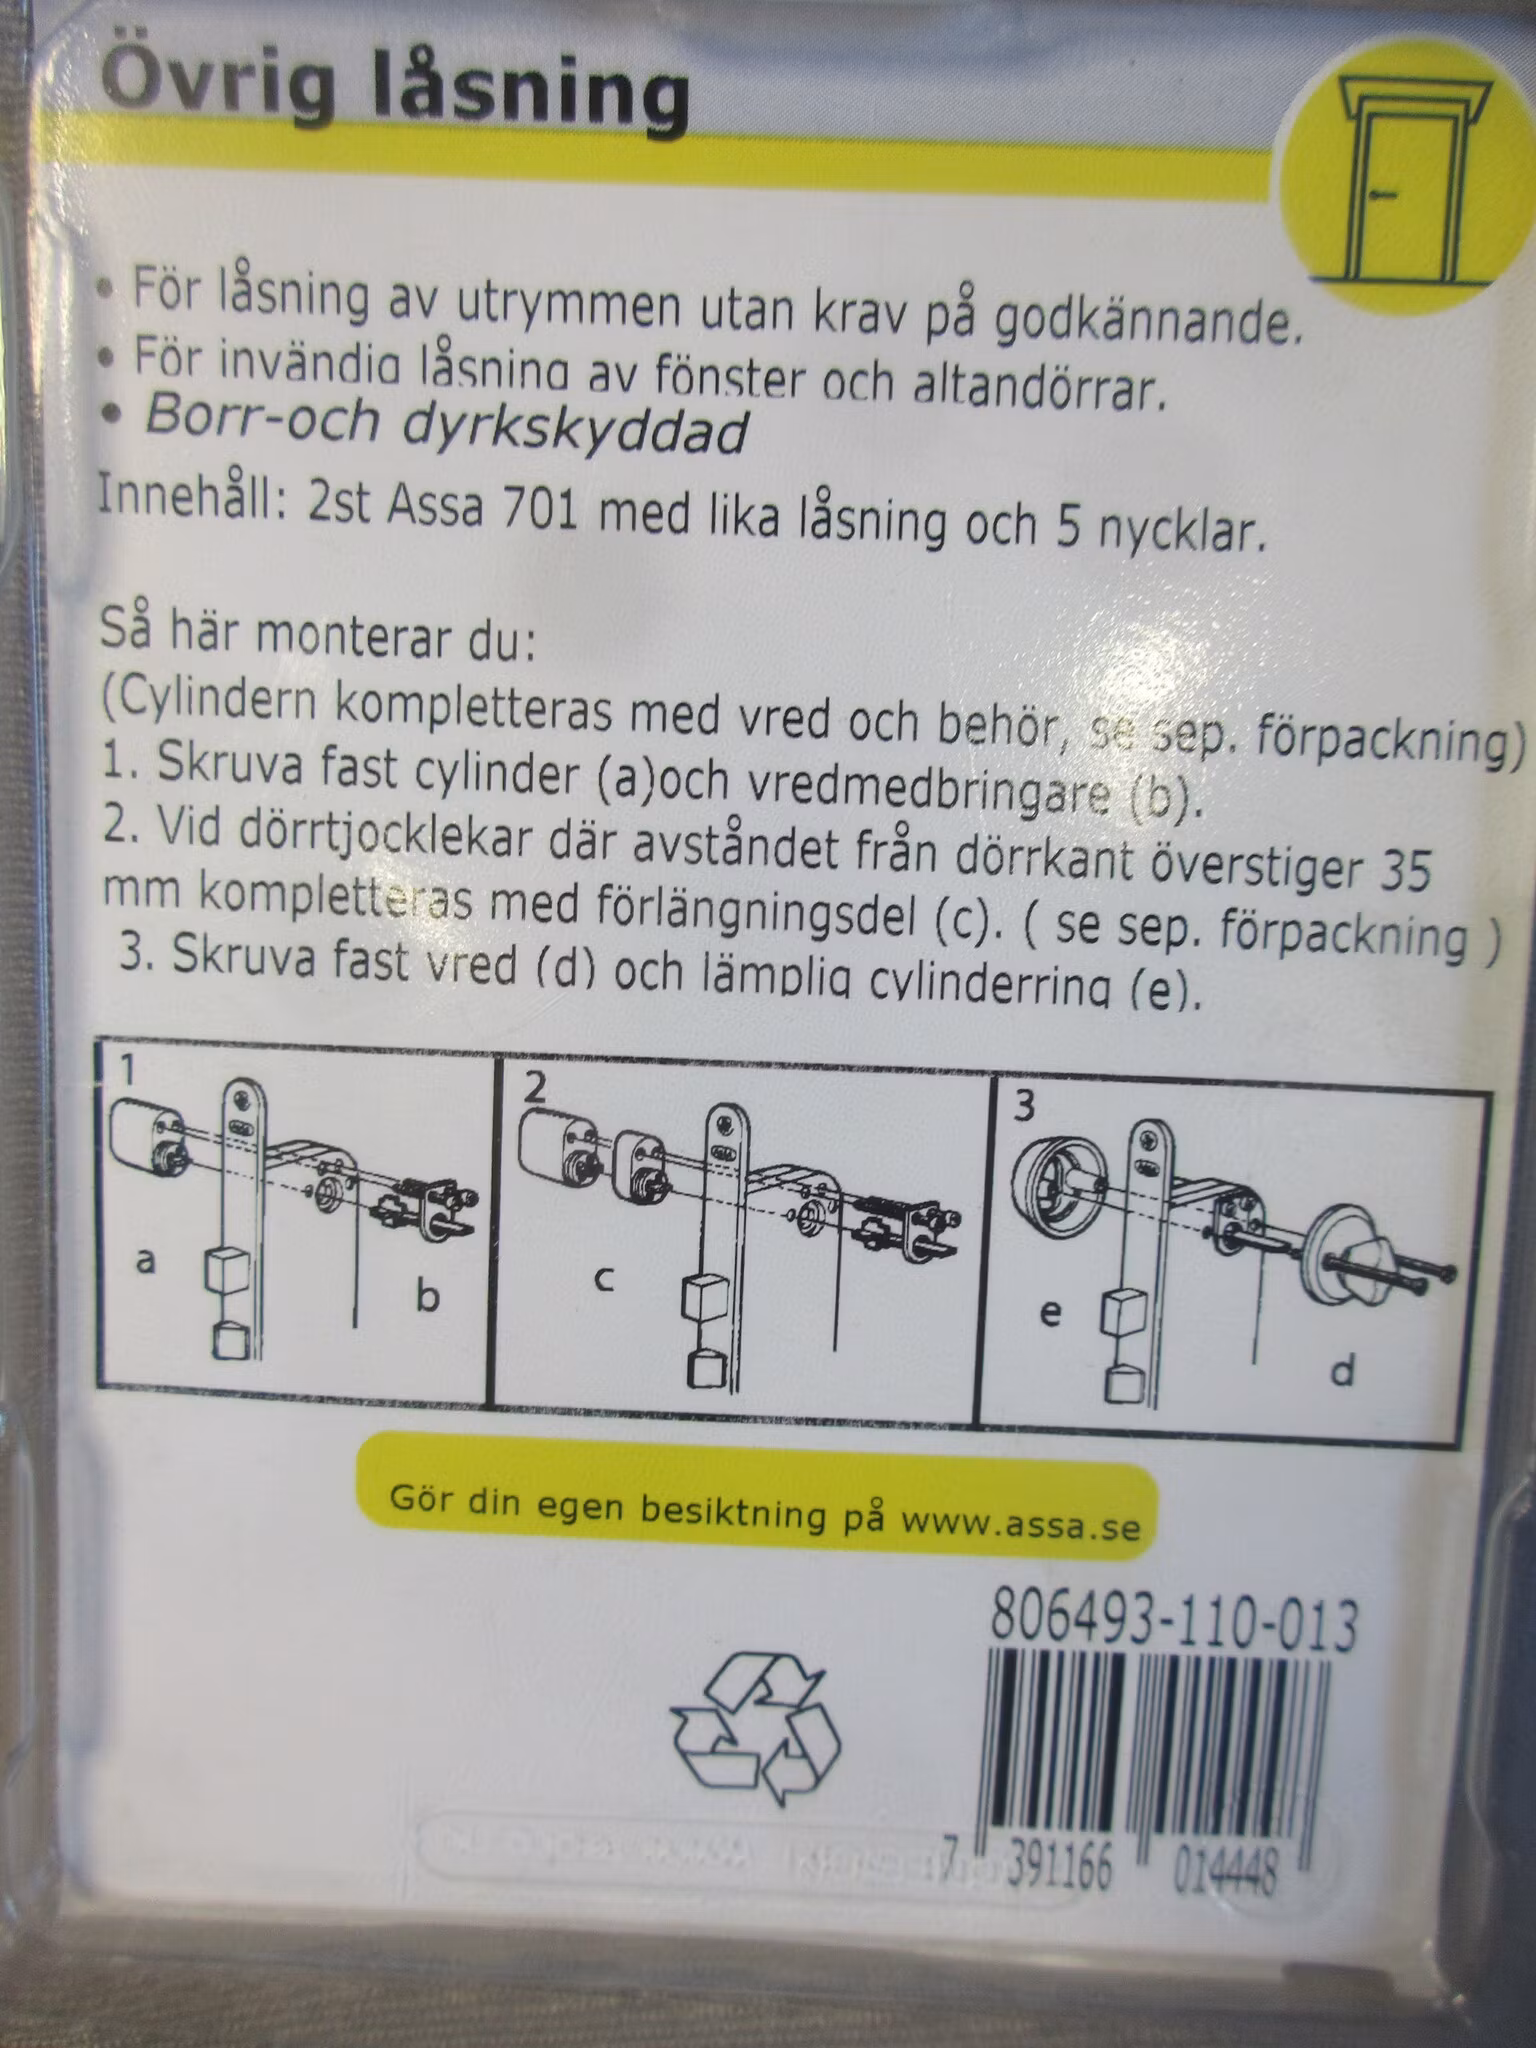 Övrig låsning
• För låsning av utrymmen utan krav på godkännande.
• För invändig låsning av fönster och altandörrar.
• Borr-och dyrkskyddad
Innehåll: 2st Assa 701 med lika låsning och 5 nycklar.
Så här monterar du:
(Cylindern kompletteras med vred och behör, se sep. förpackning)
1. Skruva fast cylinder (a)och vredmedbringare (b).
2. Vid dörrtjocklekar där avståndet från dörrkant överstiger 35
mm kompletteras med förlängningsdel (c). ( se sep. förpackning )
3. Skruva fast vred (d) och lämplig cylinderring (e).
1
a
b
2
c
3
e
d
Gör din egen besiktning på www.assa.se
806493-110-013
7 391166 014448